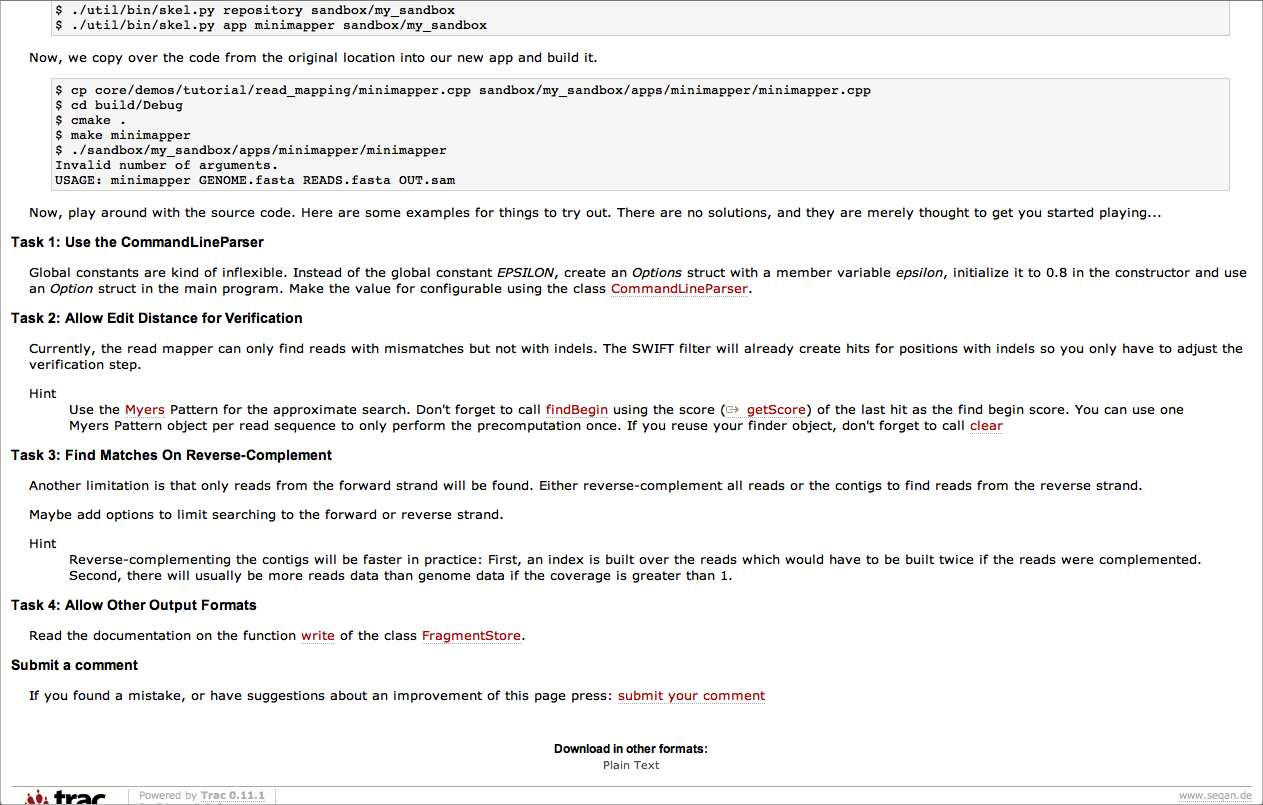 $ ./util/bin/skel.py repository sandbox/my_sandbox
$ ./util/bin/skel.py app minimapper sandbox/my_sandbox
Now, we copy over the code from the original location into our new app and build it.
$ cp core/demos/tutorial/read_mapping/minimapper.cpp sandbox/my_sandbox/apps/minimapper/minimapper.cpp
$ cd build/Debug
$ cmake .
$ make minimapper
$ ./sandbox/my_sandbox/apps/minimapper/minimapper
Invalid number of arguments.
USAGE: minimapper GENOME.fasta READS.fasta OUT.sam
Now, play around with the source code. Here are some examples for things to try out. There are no solutions, and they are merely thought to get you started playing...
Task 1: Use the CommandLineParser
Global constants are kind of inflexible. Instead of the global constant EPSILON, create an Options struct with a member variable epsilon, initialize it to 0.8 in the constructor and use
an Option struct in the main program. Make the value for configurable using the class CommandLineParser.
Task 2: Allow Edit Distance for Verification
Currently, the read mapper can only find reads with mismatches but not with indels. The SWIFT filter will already create hits for positions with indels so you only have to adjust the
verification step.
Hint
Use the Myers Pattern for the approximate search. Don't forget to call findBegin using the score ( getScore) of the last hit as the find begin score. You can use one
Myers Pattern object per read sequence to only perform the precomputation once. If you reuse your finder object, don't forget to call clear
Task 3: Find Matches On Reverse-Complement
Another limitation is that only reads from the forward strand will be found. Either reverse-complement all reads or the contigs to find reads from the reverse strand.
Maybe add options to limit searching to the forward or reverse strand.
Hint
Reverse-complementing the contigs will be faster in practice: First, an index is built over the reads which would have to be built twice if the reads were complemented.
Second, there will usually be more reads data than genome data if the coverage is greater than 1.
Task 4: Allow Other Output Formats
Read the documentation on the function write of the class FragmentStore.
Submit a comment
If you found a mistake, or have suggestions about an improvement of this page press: submit your comment
Download in other formats:
Plain Text
trac
Powered by Trac 0.11.1
www.seqan.de